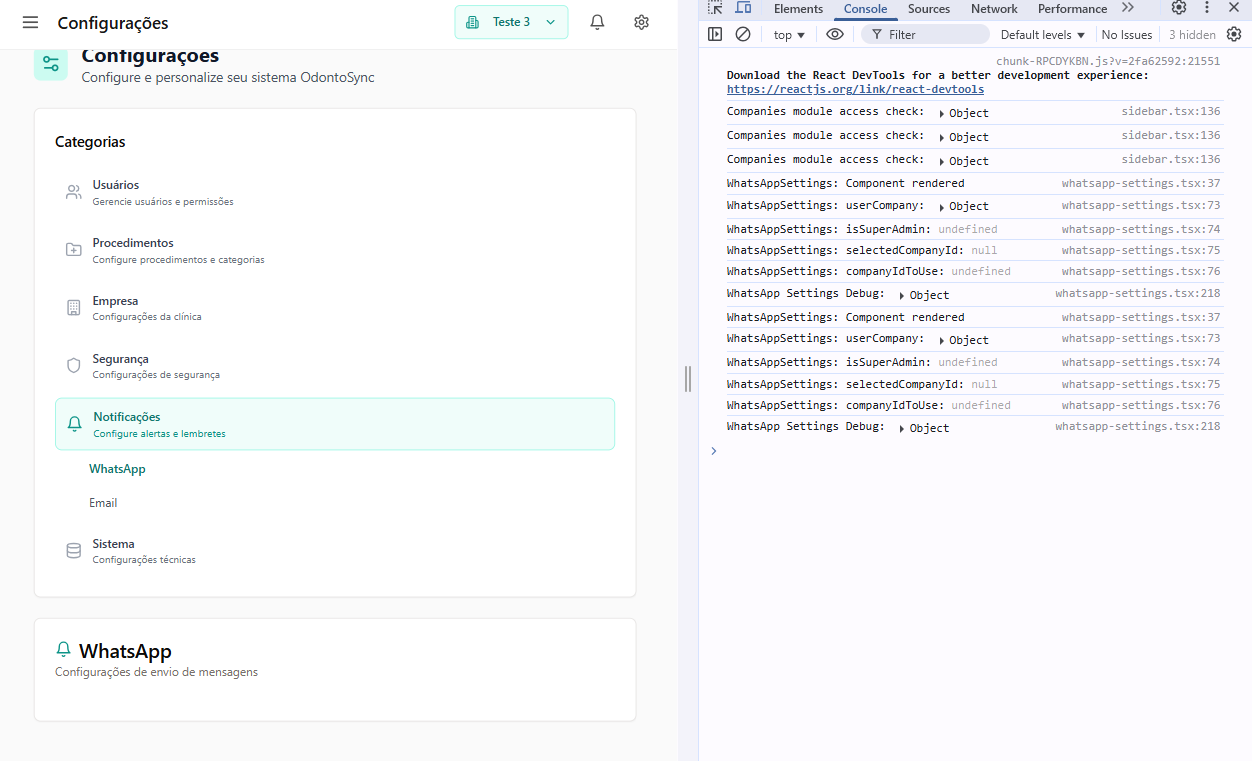 Configurações
Teste 3
Configurações
Configure e personalize seu sistema OdontoSync
Categorias
Usuários
Gerencie usuários e permissões
Procedimentos
Configure procedimentos e categorias
Empresa
Configurações da clínica
Segurança
Configurações de segurança
Notificações
Configure alertas e lembretes
WhatsApp
Email
Sistema
Configurações técnicas
WhatsApp
Configurações de envio de mensagens
Elements Console Sources Network Performance
top Filter Default levels No Issues 3 hidden
chunk-RPCDYKBN.js?v=2fa62592:21551
Download the React DevTools for a better development experience:
https://reactjs.org/link/react-devtools
Companies module access check: Object sidebar.tsx:136
Companies module access check: Object sidebar.tsx:136
Companies module access check: Object sidebar.tsx:136
WhatsAppSettings: Component rendered whatsapp-settings.tsx:37
WhatsAppSettings: userCompany: Object whatsapp-settings.tsx:73
WhatsAppSettings: isSuperAdmin: undefined whatsapp-settings.tsx:74
WhatsAppSettings: selectedCompanyId: null whatsapp-settings.tsx:75
WhatsAppSettings: companyIdToUse: undefined whatsapp-settings.tsx:76
WhatsApp Settings Debug: Object whatsapp-settings.tsx:218
WhatsAppSettings: Component rendered whatsapp-settings.tsx:37
WhatsAppSettings: userCompany: Object whatsapp-settings.tsx:73
WhatsAppSettings: isSuperAdmin: undefined whatsapp-settings.tsx:74
WhatsAppSettings: selectedCompanyId: null whatsapp-settings.tsx:75
WhatsAppSettings: companyIdToUse: undefined whatsapp-settings.tsx:76
WhatsApp Settings Debug: Object whatsapp-settings.tsx:218